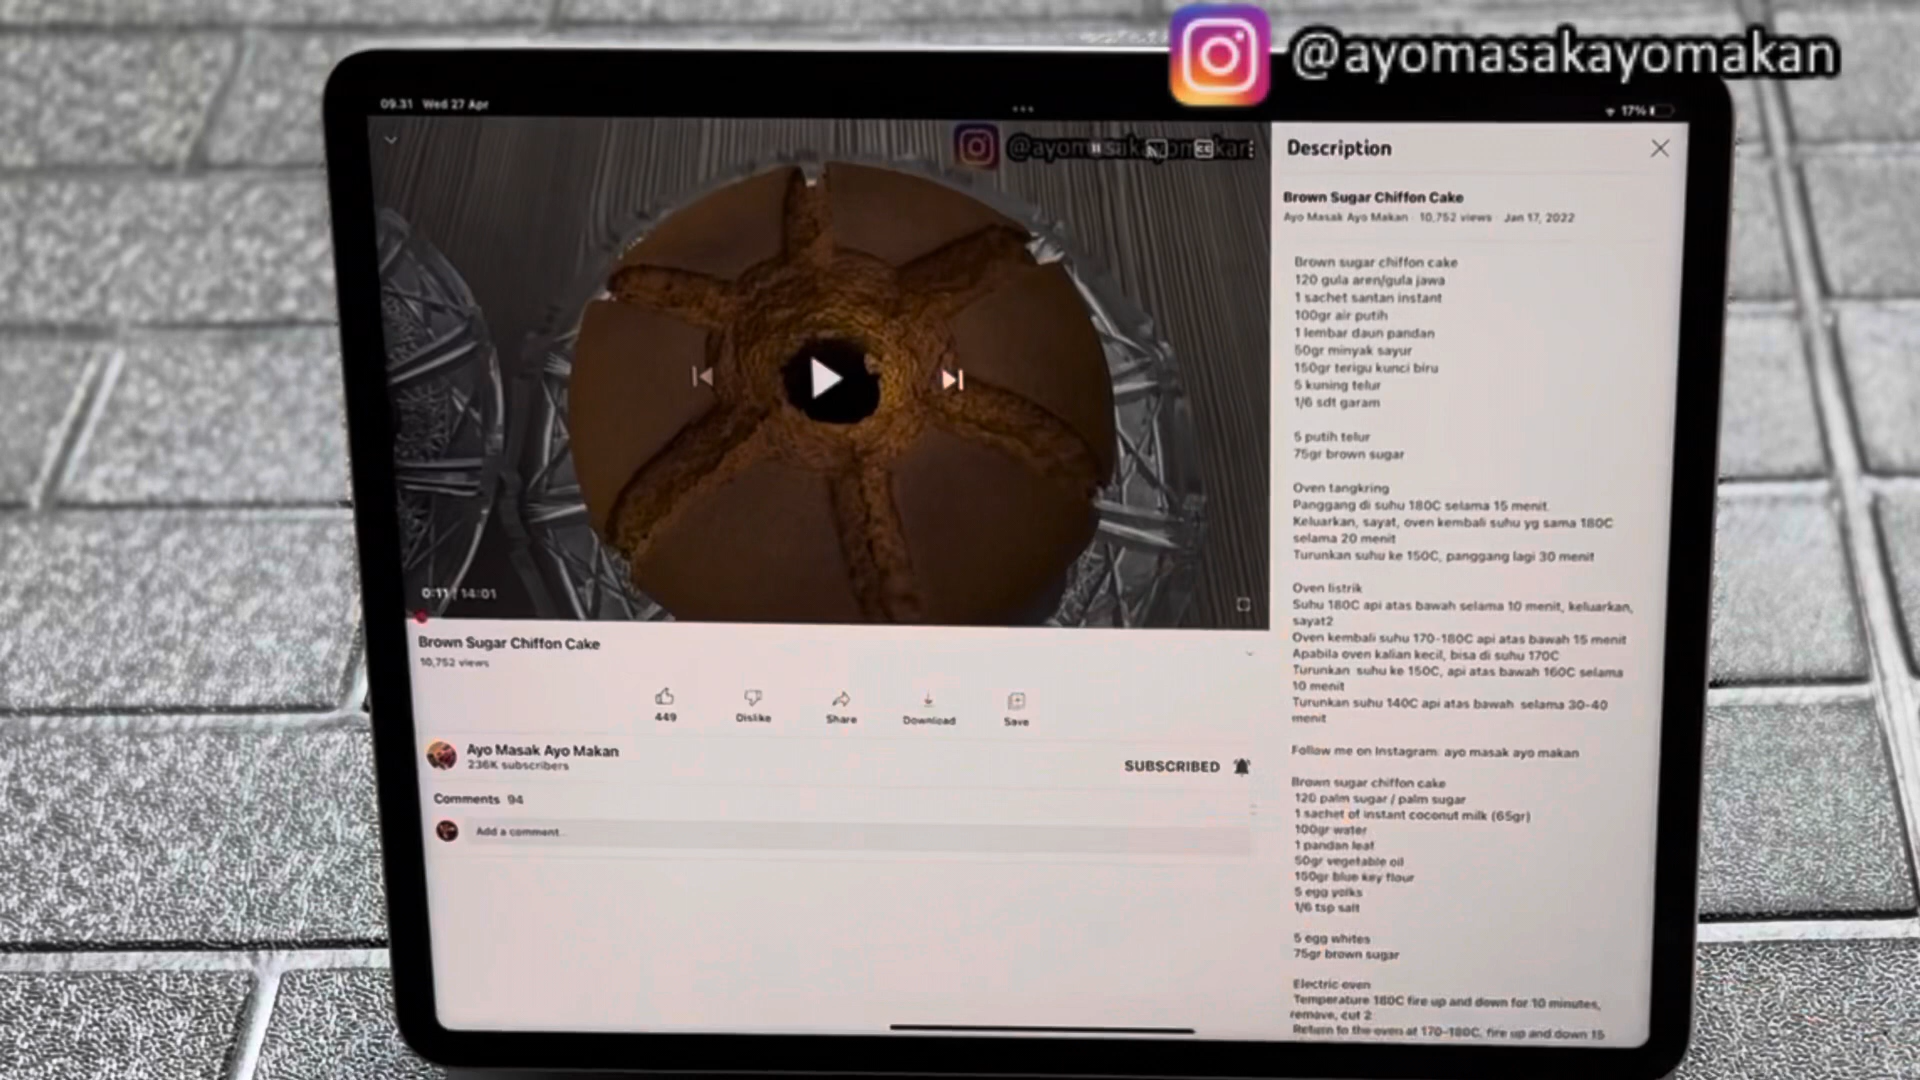 @ayomasakayomakan
09.31 Wed 27 Apr
17%
Description
Brown Sugar Chiffon Cake
Ayo Masak Ayo Makan · 10,752 views · Jan 17, 2022
Brown sugar chiffon cake
120 gula aren/gula jawa
1 sachet santan instant
100gr air putih
1 lembar daun pandan
50gr minyak sayur
150gr terigu kunci biru
5 kuning telur
1/6 sdt garam
5 putih telur
75gr brown sugar
Oven tangkring
Panggang di suhu 180C selama 15 menit.
Keluarkan, sayat, oven kembali suhu yg sama 180C
selama 20 menit
Turunkan suhu ke 150C, panggang lagi 30 menit
Oven listrik
Suhu 180C api atas bawah selama 10 menit, keluarkan,
sayat2
Oven kembali suhu 170-180C api atas bawah 15 menit
Apabila oven kalian kecil, bisa di suhu 170C
Turunkan suhu ke 150C, api atas bawah 160C selama
10 menit
Turunkan suhu 140C api atas bawah selama 30-40
menit
Follow me on Instagram: ayo masak ayo makan
Brown sugar chiffon cake
120 palm sugar / palm sugar
1 sachet of instant coconut milk (65gr)
100gr water
1 pandan leaf
50gr vegetable oil
150gr blue key flour
5 egg yolks
1/6 tsp salt
5 egg whites
75gr brown sugar
Electric oven
Temperature 180C fire up and down for 10 minutes,
remove, cut 2
Return to the oven at 170-180C, fire up and down 15
0:11 / 14:01
Brown Sugar Chiffon Cake
10,752 views
449 Dislike Share Download Save
Ayo Masak Ayo Makan
236K subscribers
SUBSCRIBED
Comments 94
Add a comment...